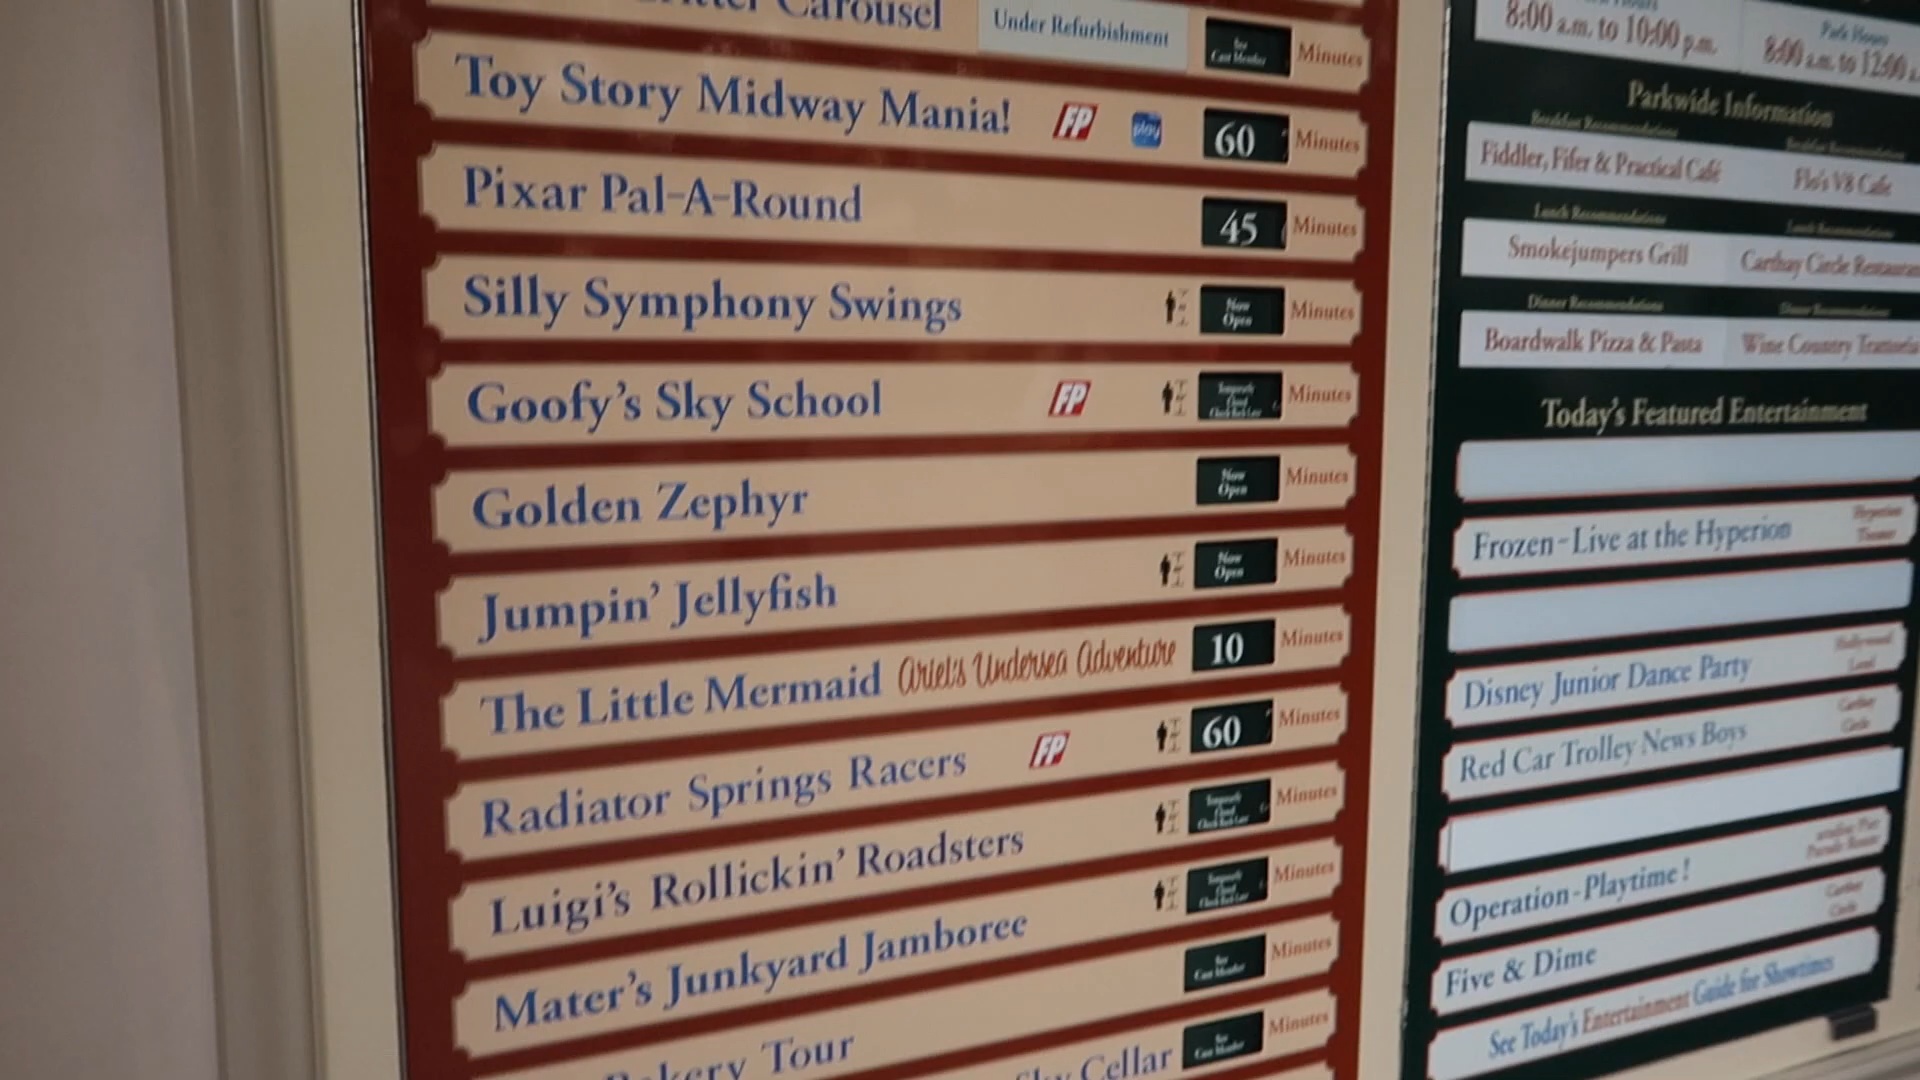 Carousel Under Refurbishment See Cast Member Minutes
Toy Story Midway Mania! FP play 60 Minutes
Pixar Pal-A-Round 45 Minutes
Silly Symphony Swings Now Open Minutes
Goofy's Sky School FP Temporarily Closed Check Back Later Minutes
Golden Zephyr Now Open Minutes
Jumpin' Jellyfish Now Open Minutes
The Little Mermaid Ariel's Undersea Adventure 10 Minutes
Radiator Springs Racers FP 60 Minutes
Luigi's Rollickin' Roadsters Temporarily Closed Check Back Later Minutes
Mater's Junkyard Jamboree Temporarily Closed Check Back Later Minutes
Tour See Cast Member Minutes
Cellar See Cast Member Minutes
8:00 a.m. to 10:00 p.m.
Park Hours
8:00 a.m. to 12:00
Parkwide Information
Breakfast Recommendations Breakfast Recommendations
Fiddler, Fifer & Practical Café Flo's V8 Cafe
Lunch Recommendations Lunch Recommendations
Smokejumpers Grill Carthay Circle Restaurant
Dinner Recommendations Dinner Recommendations
Boardwalk Pizza & Pasta Wine Country Trattoria
Today's Featured Entertainment
Frozen - Live at the Hyperion Hyperion Theater
Disney Junior Dance Party Hollywood Land
Red Car Trolley News Boys Carthay Circle
Operation - Playtime!
Five & Dime Carthay Circle
See Today's Entertainment Guide for Showtimes